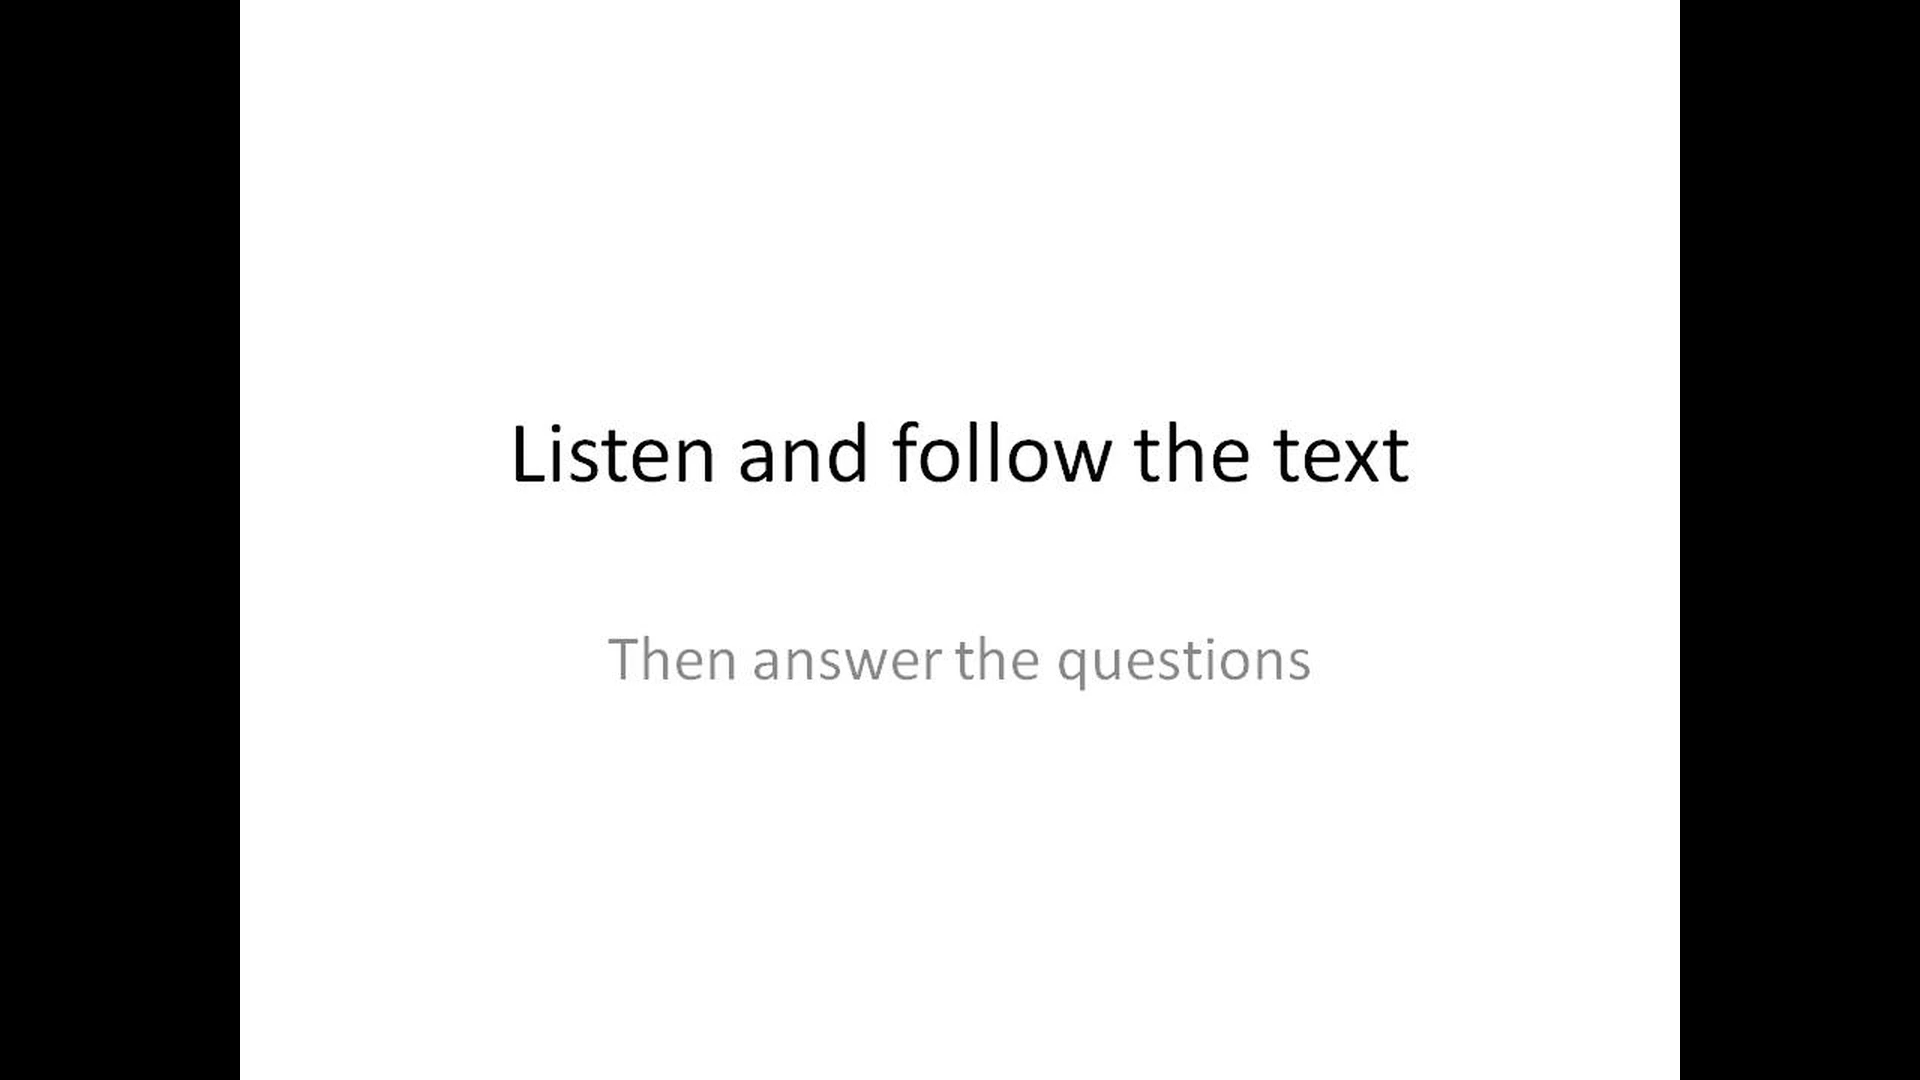 Listen and follow the text
Then answer the questions